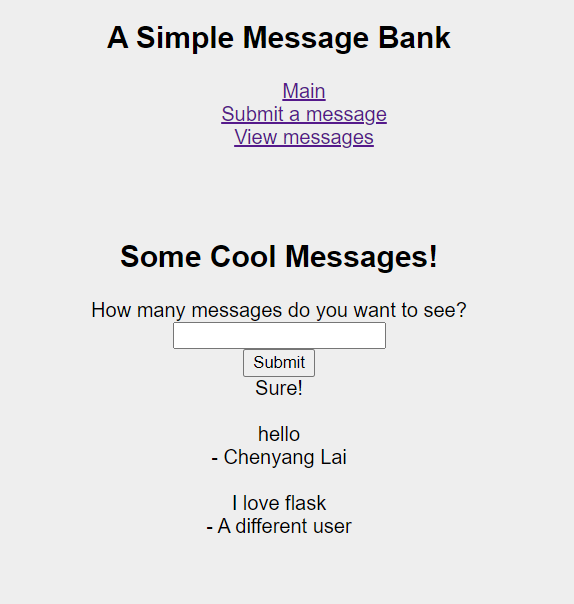 A Simple Message Bank
Main
Submit a message
View messages
Some Cool Messages!
How many messages do you want to see?
Submit
Sure!
hello
- Chenyang Lai
I love flask
- A different user